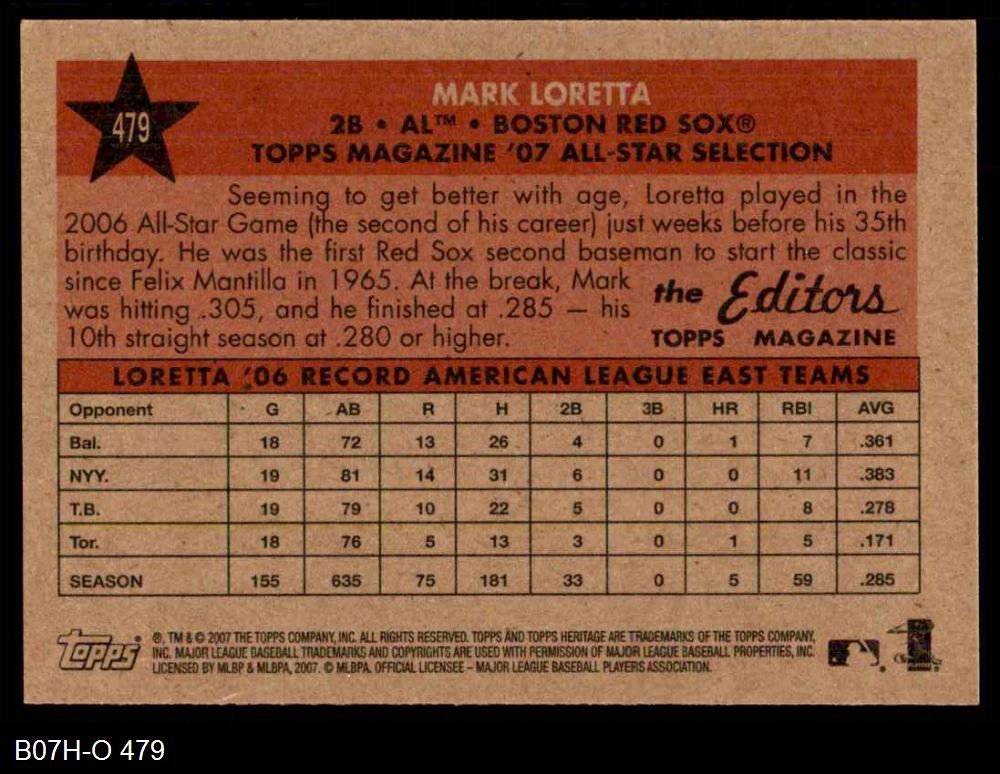 479
MARK LORETTA
2B • AL™ • BOSTON RED SOX®
TOPPS MAGAZINE '07 ALL-STAR SELECTION
Seeming to get better with age, Loretta played in the
2006 All-Star Game (the second of his career) just weeks before his 35th
birthday. He was the first Red Sox second baseman to start the classic
since Felix Mantilla in 1965. At the break, Mark
was hitting .305, and he finished at .285 — his
10th straight season at .280 or higher.
the Editors
TOPPS MAGAZINE
LORETTA '06 RECORD AMERICAN LEAGUE EAST TEAMS
Opponent G AB R H 2B 3B HR RBI AVG
Bal. 18 72 13 26 4 0 1 7 .361
NYY. 19 81 14 31 6 0 0 11 .383
T.B. 19 79 10 22 5 0 0 8 .278
Tor. 18 76 5 13 3 0 1 5 .171
SEASON 155 635 75 181 33 0 5 59 .285
Topps
®, TM & © 2007 THE TOPPS COMPANY, INC. ALL RIGHTS RESERVED. TOPPS AND TOPPS HERITAGE ARE TRADEMARKS OF THE TOPPS COMPANY,
INC. MAJOR LEAGUE BASEBALL TRADEMARKS AND COPYRIGHTS ARE USED WITH PERMISSION OF MAJOR LEAGUE BASEBALL PROPERTIES, INC.
LICENSED BY MLBP & MLBPA, 2007. © MLBPA. OFFICIAL LICENSEE – MAJOR LEAGUE BASEBALL PLAYERS ASSOCIATION.
B07H-O 479